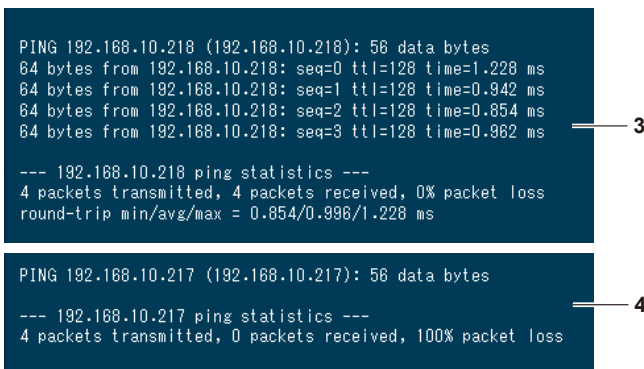 PING 192.168.10.218 (192.168.10.218): 56 data bytes
64 bytes from 192.168.10.218: seq=0 ttl=128 time=1.228 ms
64 bytes from 192.168.10.218: seq=1 ttl=128 time=0.942 ms
64 bytes from 192.168.10.218: seq=2 ttl=128 time=0.854 ms
64 bytes from 192.168.10.218: seq=3 ttl=128 time=0.962 ms
3
--- 192.168.10.218 ping statistics ---
4 packets transmitted, 4 packets received, 0% packet loss
round-trip min/avg/max = 0.854/0.996/1.228 ms
PING 192.168.10.217 (192.168.10.217): 56 data bytes
4
--- 192.168.10.217 ping statistics ---
4 packets transmitted, 0 packets received, 100% packet loss